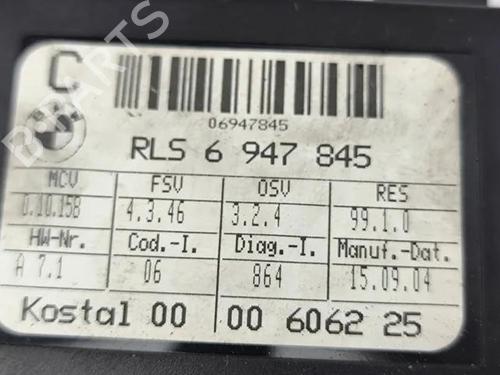 C
06947845
RLS 6 947 845
MCV FSV OSV RES
0.10.158 4.3.46 3.2.4 99.1.0
HW-Nr. Cod.-I. Diag.-I. Manuf.-Dat.
A 7.1 06 864 15.09.04
Kostal 00 00 6062 25